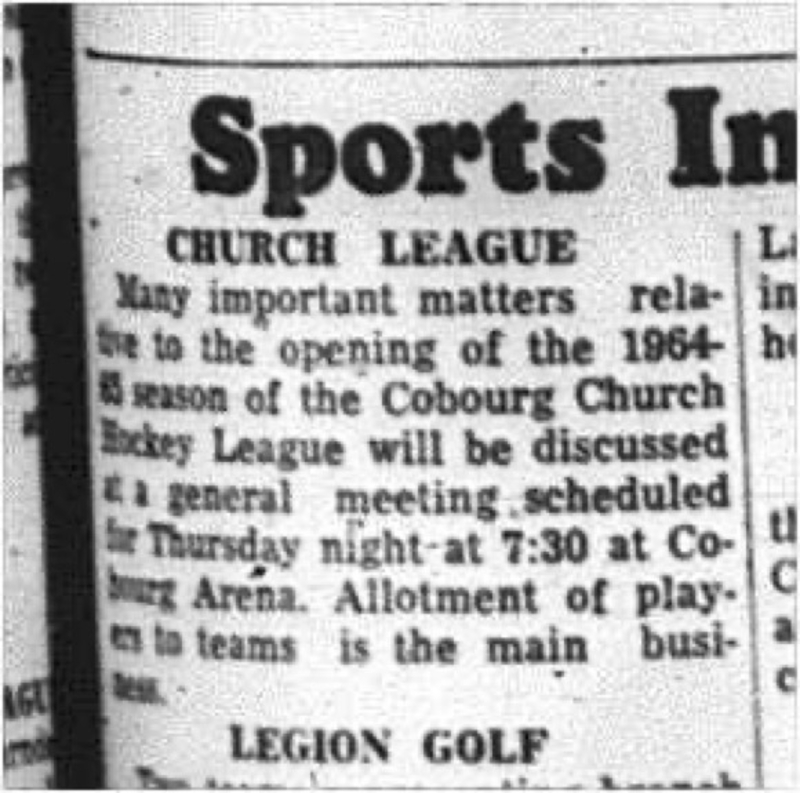 Sports In
CHURCH LEAGUE
Many important matters rela-
tive to the opening of the 1964-
65 season of the Cobourg Church
Hockey League will be discussed
at a general meeting scheduled
for Thursday night at 7:30 at Co-
bourg Arena. Allotment of play-
ers to teams is the main busi-
ness.
LEGION GOLF